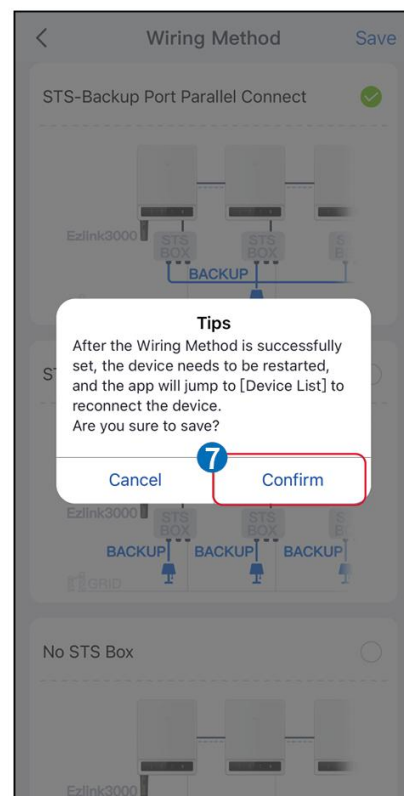 Wiring Method Save
STS-Backup Port Parallel Connect
Ezlink3000 STS STS
BOX BOX
BACKUP
Tips
After the Wiring Method is successfully
set, the device needs to be restarted,
and the app will jump to [Device List] to
reconnect the device.
Are you sure to save?
7
Cancel Confirm
Ezlink3000 STS STS
BOX BOX
BACKUP BACKUP BACKUP
GRID
No STS Box
Ezlink3000